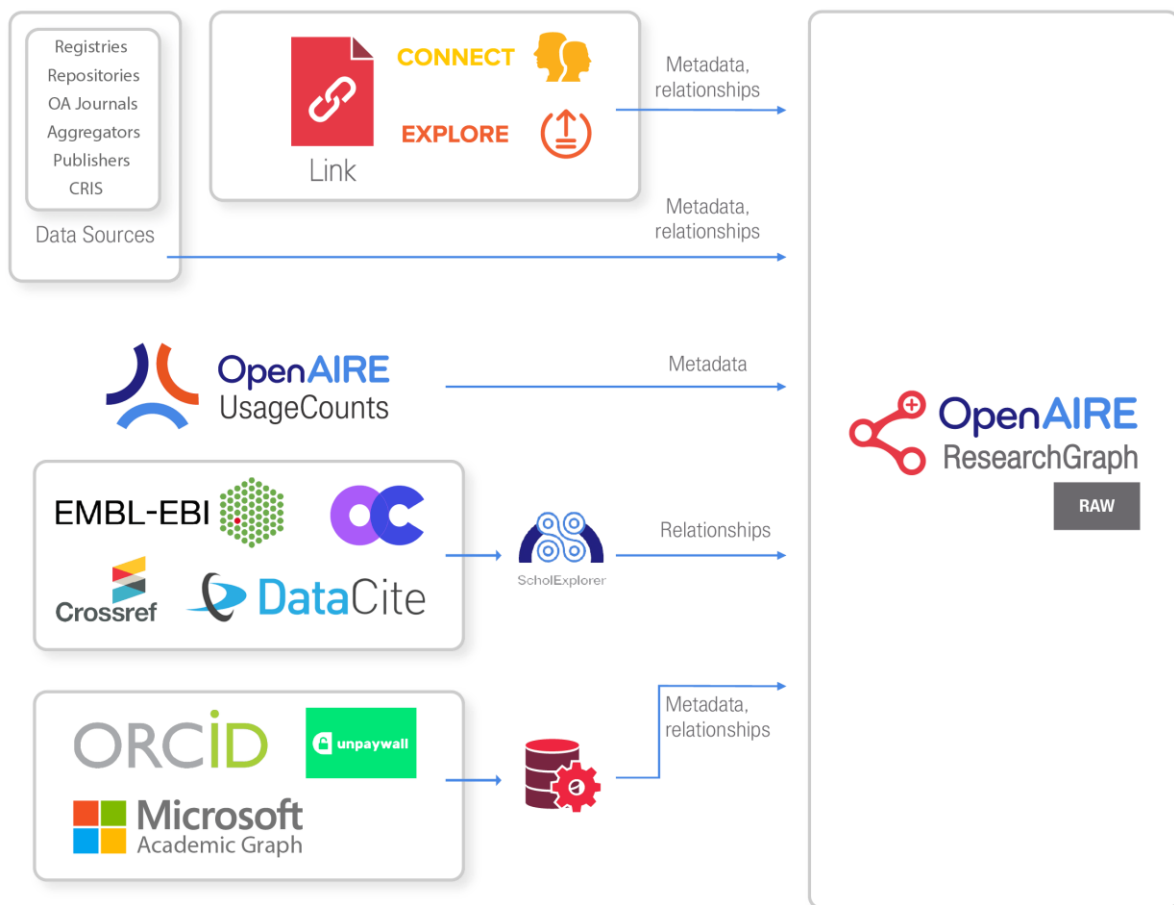 Registries
Repositories
OA Journals
Aggregators
Publishers
CRIS
Data Sources
Link
CONNECT
EXPLORE
Metadata,
relationships
Metadata,
relationships
OpenAIRE
UsageCounts
Metadata
EMBL-EBI
OC
Crossref
DataCite
ScholExplorer
Relationships
ORCiD
unpaywall
Microsoft
Academic Graph
Metadata,
relationships
OpenAIRE
ResearchGraph
RAW